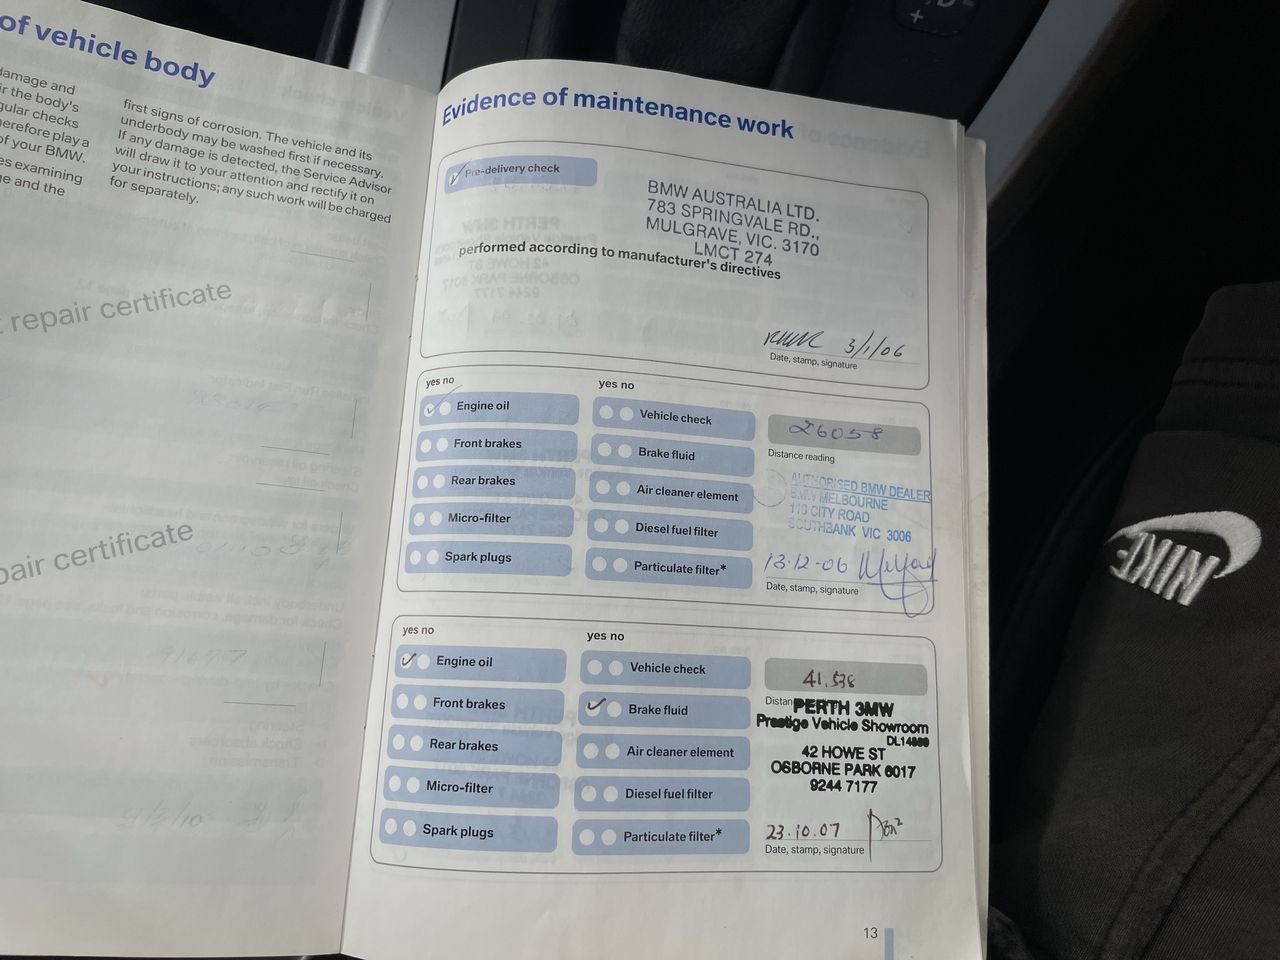 of vehicle body
damage and
ir the body's
gular checks
herefore play a
of your BMW.
es examining
ge and the
first signs of corrosion. The vehicle and its
underbody may be washed first if necessary.
If any damage is detected, the Service Advisor
will draw it to your attention and rectify it on
your instructions; any such work will be charged
for separately.
repair certificate
pair certificate
Evidence of maintenance work
Pre-delivery check
BMW AUSTRALIA LTD.
783 SPRINGVALE RD.,
MULGRAVE, VIC. 3170
LMCT 274
performed according to manufacturer's directives
3/1/06
Date, stamp, signature
yes no
Engine oil
Front brakes
Rear brakes
Micro-filter
Spark plugs
yes no
Vehicle check
Brake fluid
Air cleaner element
Diesel fuel filter
Particulate filter*
26058
Distance reading
AUTHORISED BMW DEALER
BMW MELBOURNE
118 CITY ROAD
SOUTHBANK VIC 3006
13.12-06
Date, stamp, signature
yes no
Engine oil
Front brakes
Rear brakes
Micro-filter
Spark plugs
yes no
Vehicle check
Brake fluid
Air cleaner element
Diesel fuel filter
Particulate filter*
41,538
Distan
PERTH 3MW
Prestige Vehicle Showroom
42 HOWE ST
OSBORNE PARK 6017
9244 7177
23.10.07
Date, stamp, signature
13
NIKE